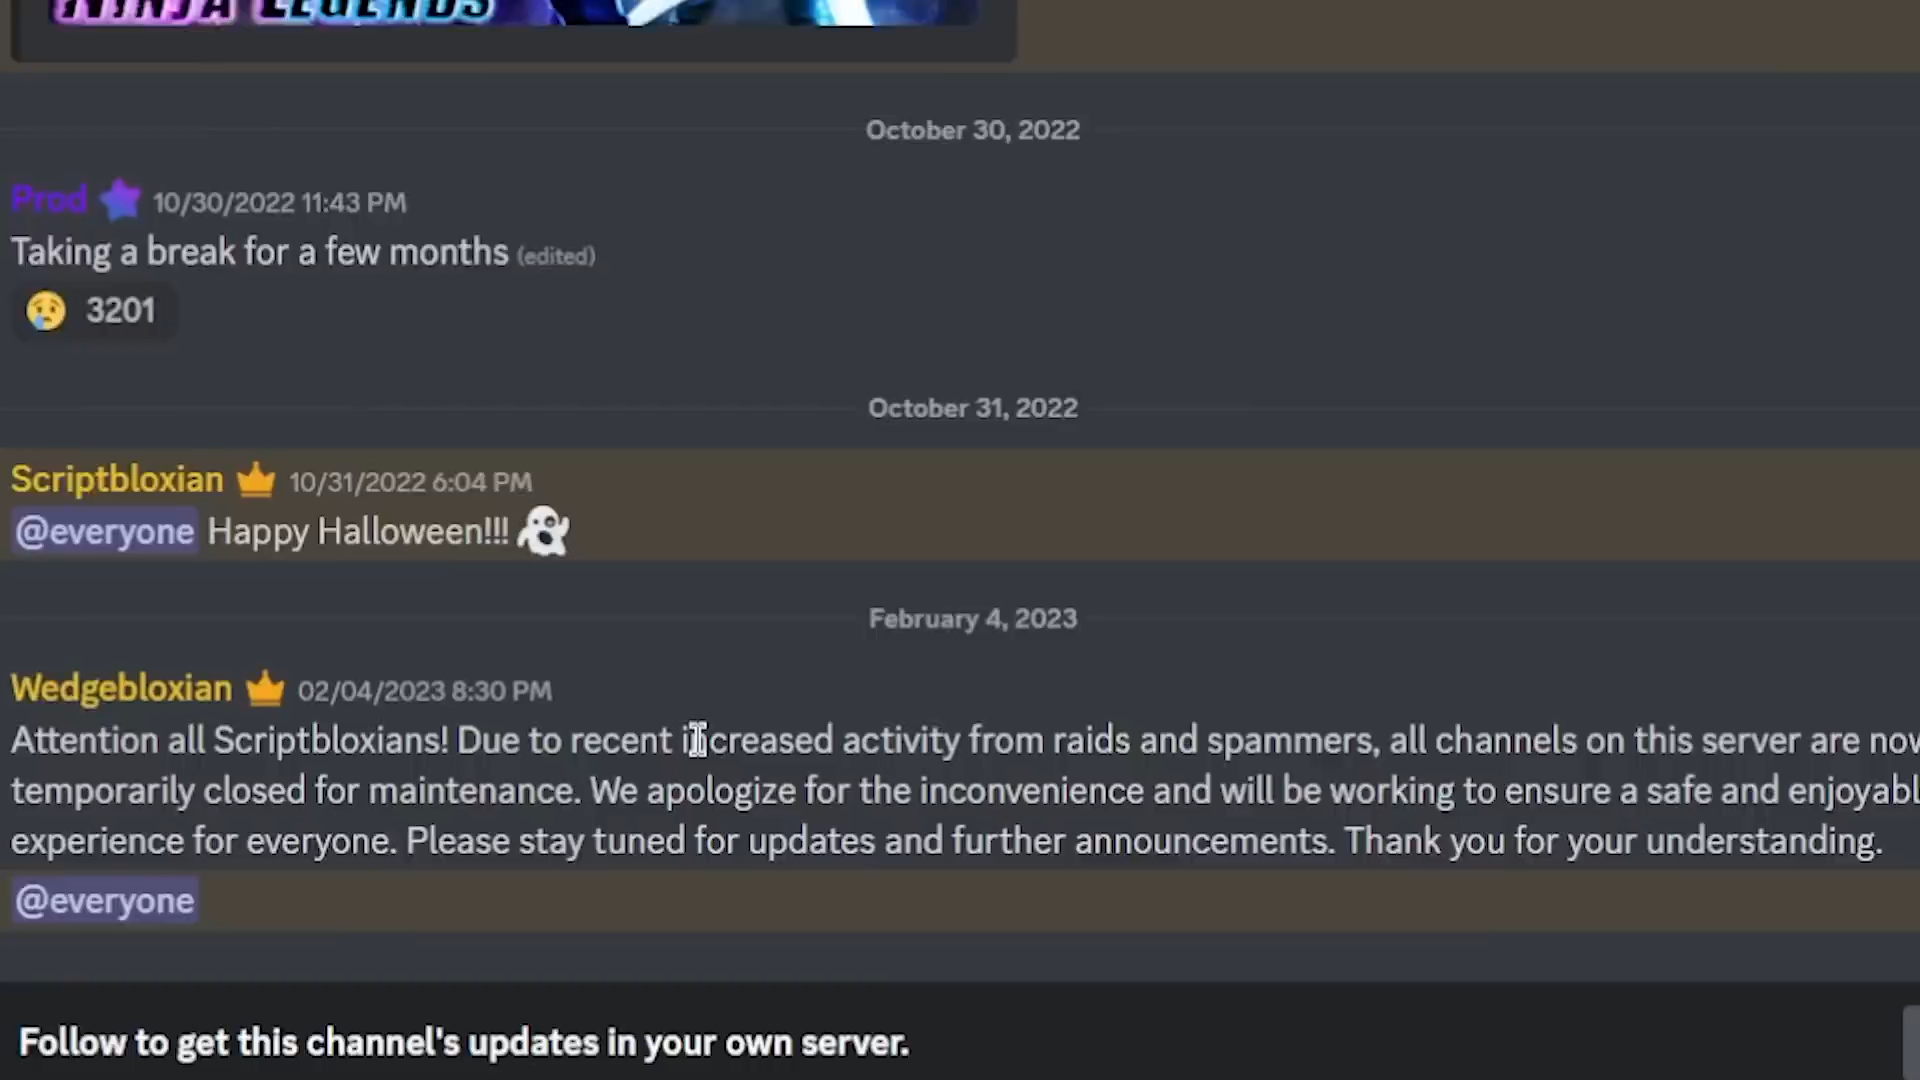 NINJA LEGENDS
October 30, 2022
Prod 10/30/2022 11:43 PM
Taking a break for a few months (edited)
3201
October 31, 2022
Scriptbloxian 10/31/2022 6:04 PM
@everyone Happy Halloween!!!
February 4, 2023
Wedgebloxian 02/04/2023 8:30 PM
Attention all Scriptbloxians! Due to recent increased activity from raids and spammers, all channels on this server are now
temporarily closed for maintenance. We apologize for the inconvenience and will be working to ensure a safe and enjoyabl
experience for everyone. Please stay tuned for updates and further announcements. Thank you for your understanding.
@everyone
Follow to get this channel's updates in your own server.